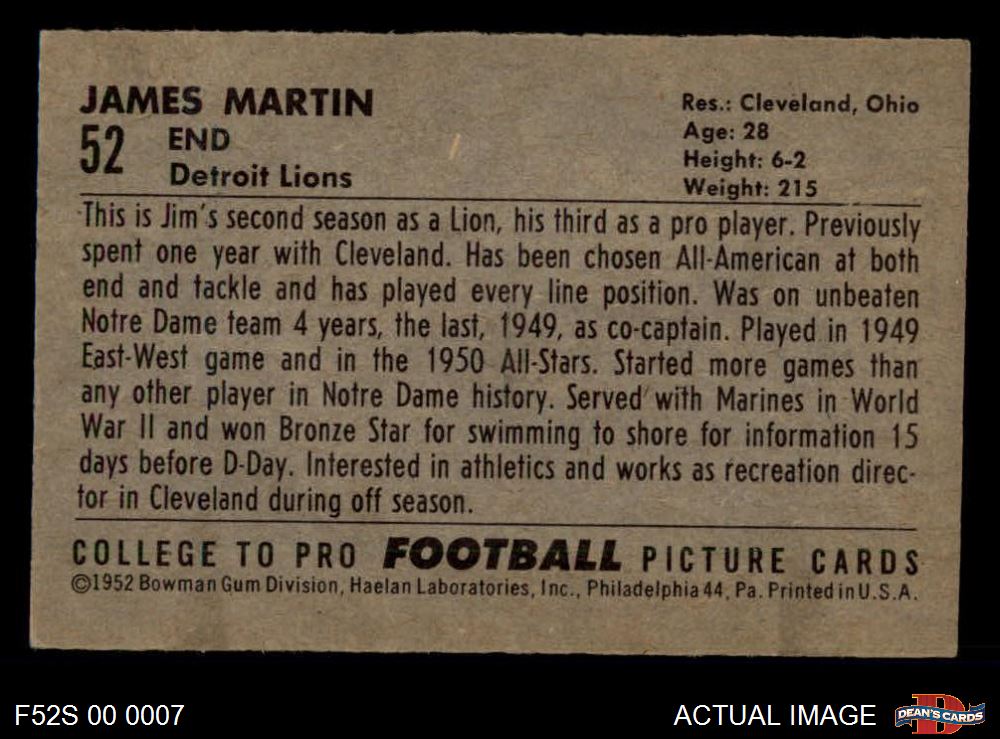 JAMES MARTIN
52 END
Detroit Lions
Res.: Cleveland, Ohio
Age: 28
Height: 6-2
Weight: 215
This is Jim's second season as a Lion, his third as a pro player. Previously
spent one year with Cleveland. Has been chosen All-American at both
end and tackle and has played every line position. Was on unbeaten
Notre Dame team 4 years, the last, 1949, as co-captain. Played in 1949
East-West game and in the 1950 All-Stars. Started more games than
any other player in Notre Dame history. Served with Marines in World
War II and won Bronze Star for swimming to shore for information 15
days before D-Day. Interested in athletics and works as recreation direc-
tor in Cleveland during off season.
COLLEGE TO PRO FOOTBALL PICTURE CARDS
©1952 Bowman Gum Division, Haelan Laboratories, Inc., Philadelphia 44, Pa. Printed in U.S.A.
F52S 00 0007
ACTUAL IMAGE
D
DEAN'S CARDS